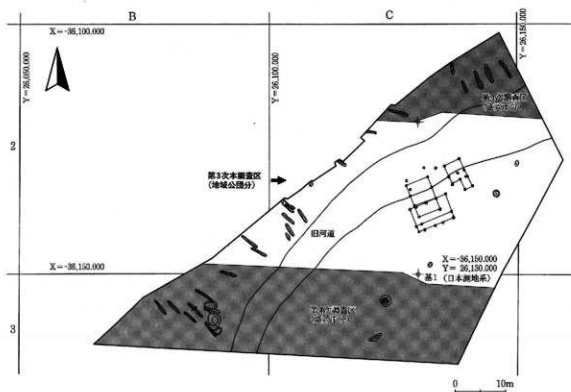 B
C
X=-36,100.000
Y=26,050.000
Y=26,100.000
Y=26,150.000
2
第3次本調査区
(地域公団分)
旧河道
X=-36,150.000
X=-36,150.000
Y= 26,130.000
基1 (日本測地系)
3
0 10m